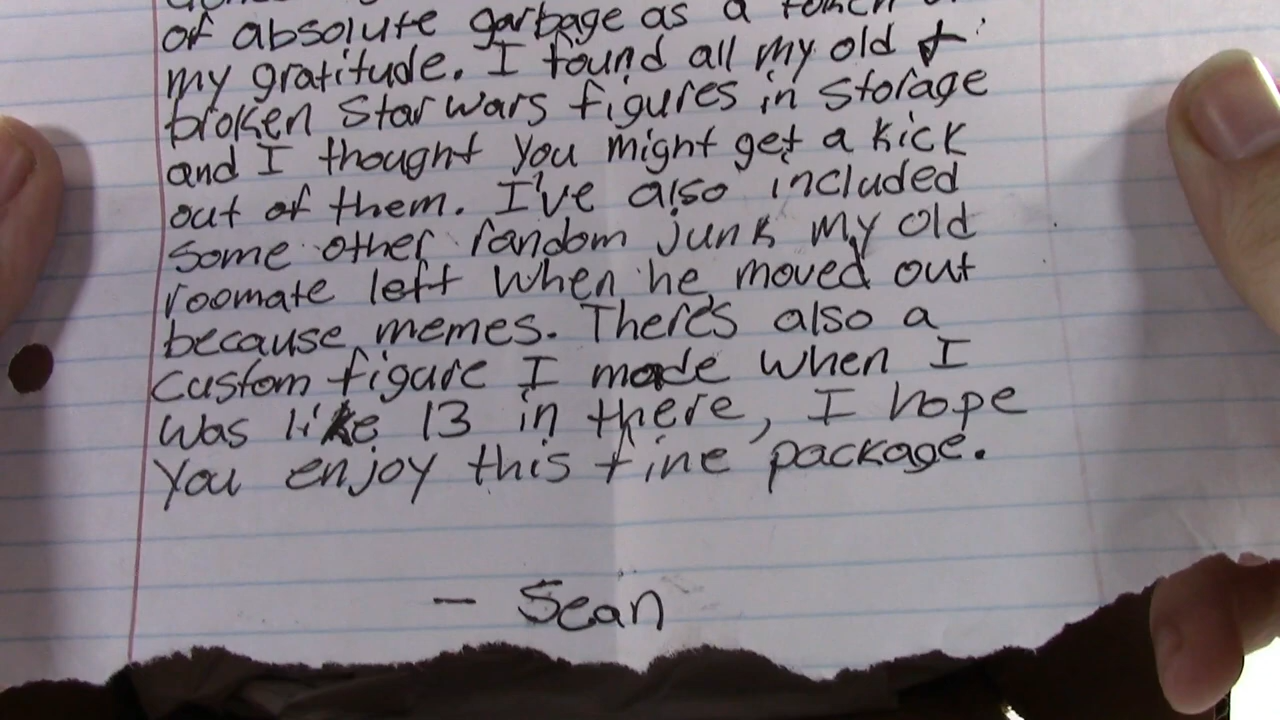 of absolute garbage as a token
my gratitude. I found all my old +
broken Star Wars figures in storage
and I thought you might get a kick
out of them. I've also included
some other random junk my old
roomate left when he moved out
because memes. There's also a
custom figure I made when I
was like 13 in there, I hope
you enjoy this fine package.
- Sean